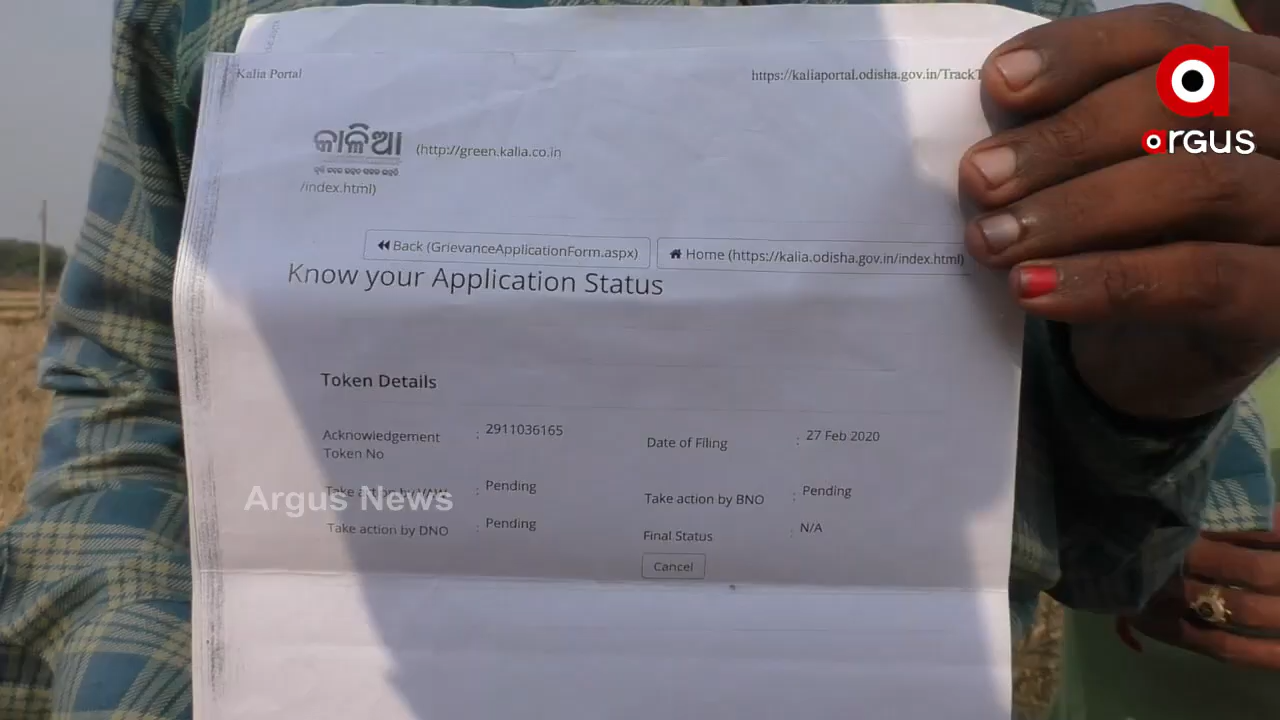 Kalia Portal
https://kaliaportal.odisha.gov.in/TrackT
argus
କାଳିଆ (http://green.kalia.co.in
/index.html)
Back (GrievanceApplicationForm.aspx)
Home (https://kalia.odisha.gov.in/index.html)
Know your Application Status
Token Details
Acknowledgement : 2911036165
Token No
Date of Filing : 27 Feb 2020
Take action by : Pending
Argus News
Take action by BNO : Pending
Take action by DNO : Pending
Final Status : N/A
Cancel